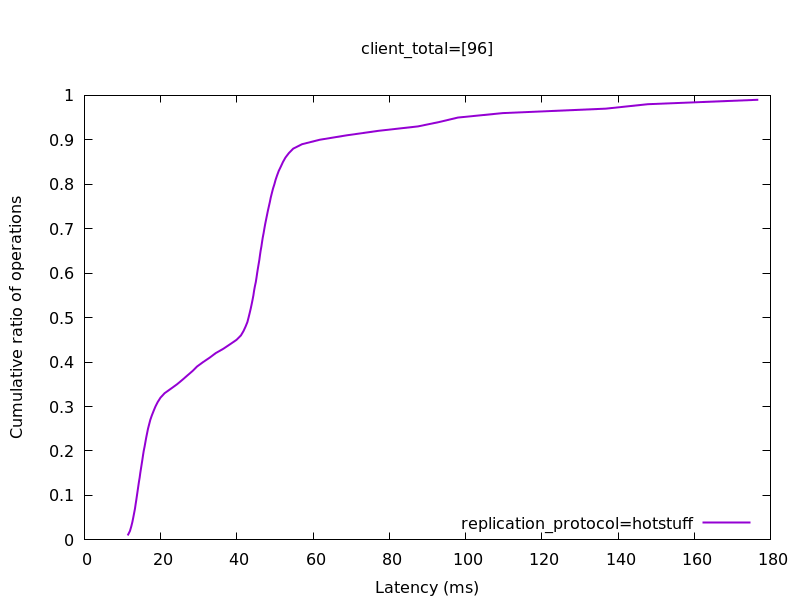 client_total=[96]
1
0.9
0.8
0.7
0.6
0.5
0.4
0.3
0.2
0.1
0
Cumulative ratio of operations
replication_protocol=hotstuff
0 20 40 60 80 100 120 140 160 180
Latency (ms)